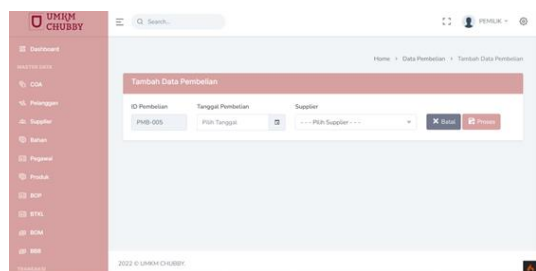 UMKM
CHUBBY
Search...
PEMILIK
Dashboard
MASTER DATA
COA
Pelanggan
Supplier
Bahan
Pegawai
Produk
BOP
BTKL
BOM
BBB
TRANSAKSI
Home > Data Pembelian > Tambah Data Pembelian
Tambah Data Pembelian
ID Pembelian Tanggal Pembelian Supplier
PMB-005 Pilih Tanggal - - - Pilih Supplier - - - Batal Proses
2022 © UMKM CHUBBY.